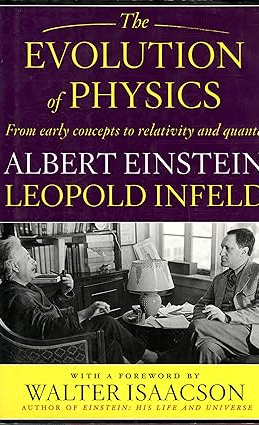 The
EVOLUTION
of PHYSICS
From early concepts to relativity and quanta
ALBERT EINSTEIN
LEOPOLD INFELD
WITH A FOREWORD BY
WALTER ISAACSON
AUTHOR OF EINSTEIN: HIS LIFE AND UNIVERSE